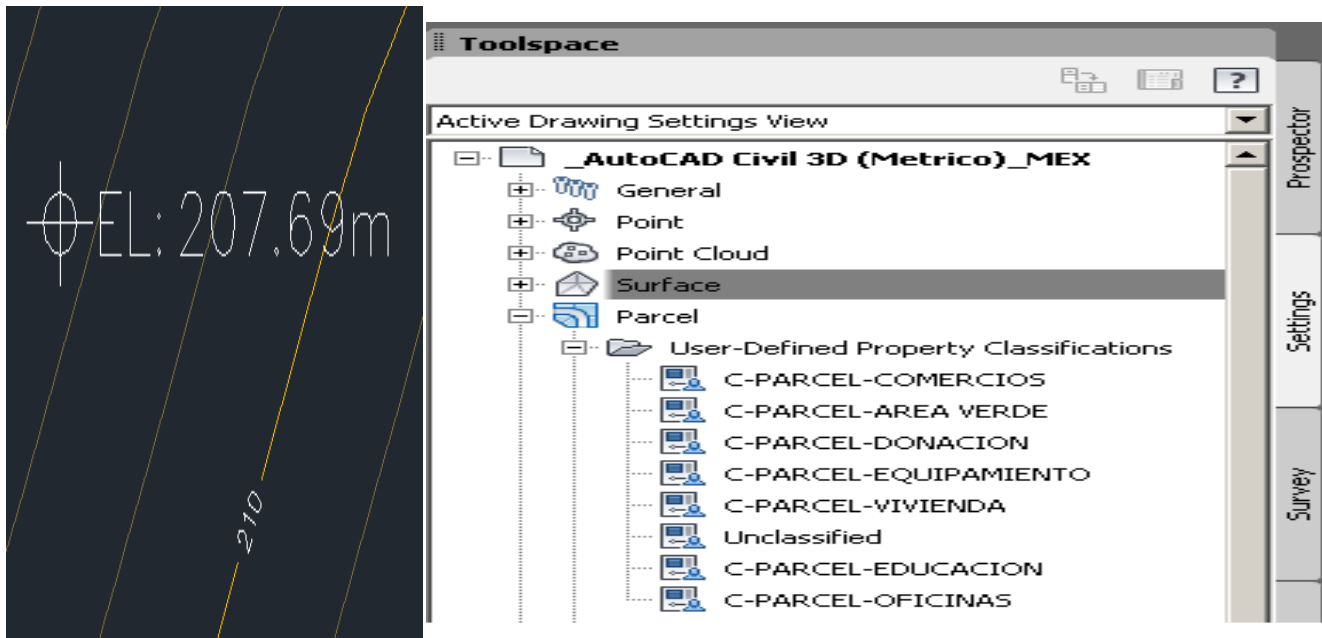 EL: 207.69m
210
Toolspace
?
Active Drawing Settings View
_AutoCAD Civil 3D (Metrico)_MEX
General
Point
Point Cloud
Surface
Parcel
User-Defined Property Classifications
C-PARCEL-COMERCIOS
C-PARCEL-AREA VERDE
C-PARCEL-DONACION
C-PARCEL-EQUIPAMIENTO
C-PARCEL-VIVIENDA
Unclassified
C-PARCEL-EDUCACION
C-PARCEL-OFICINAS
Prospector
Settings
Survey